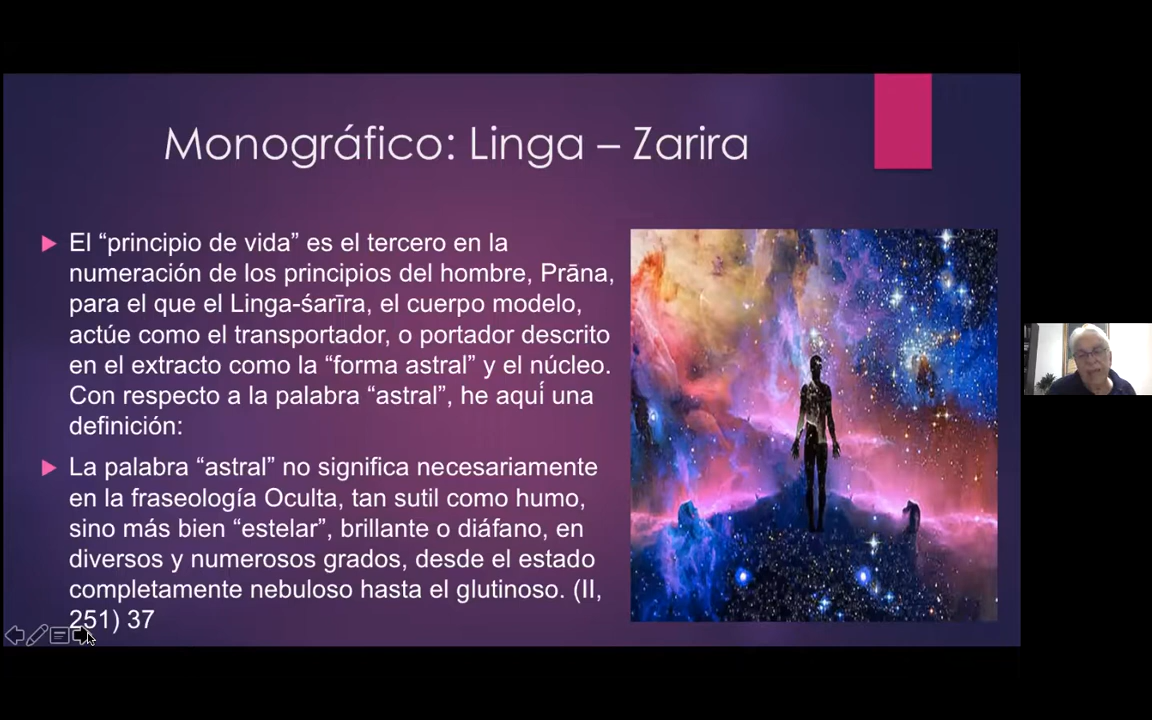 Monográfico: Linga – Zarira
El “principio de vida” es el tercero en la
numeración de los principios del hombre, Prāna,
para el que el Linga-śarīra, el cuerpo modelo,
actúe como el transportador, o portador descrito
en el extracto como la “forma astral” y el núcleo.
Con respecto a la palabra “astral”, he aquí́ una
definición:
La palabra “astral” no significa necesariamente
en la fraseología Oculta, tan sutil como humo,
sino más bien “estelar”, brillante o diáfano, en
diversos y numerosos grados, desde el estado
completamente nebuloso hasta el glutinoso. (II,
251) 37